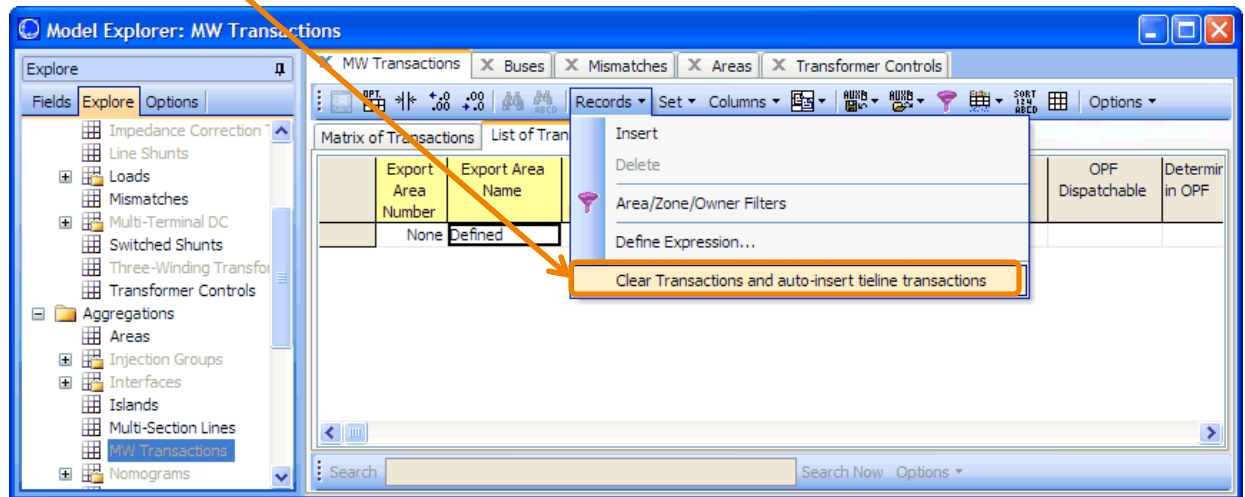 Model Explorer: MW Transactions
Explore
Fields Explore Options
Impedance Correction T
Line Shunts
Loads
Mismatches
Multi-Terminal DC
Switched Shunts
Three-Winding Transfor
Transformer Controls
Aggregations
Areas
Injection Groups
Interfaces
Islands
Multi-Section Lines
MW Transactions
Nomograms
X MW Transactions X Buses X Mismatches X Areas X Transformer Controls
Records Set Columns Options
Matrix of Transactions List of Tran
Export Area Number
Export Area Name
OPF Dispatchable
Determin in OPF
None Defined
Insert
Delete
Area/Zone/Owner Filters
Define Expression...
Clear Transactions and auto-insert tieline transactions
Search Search Now Options